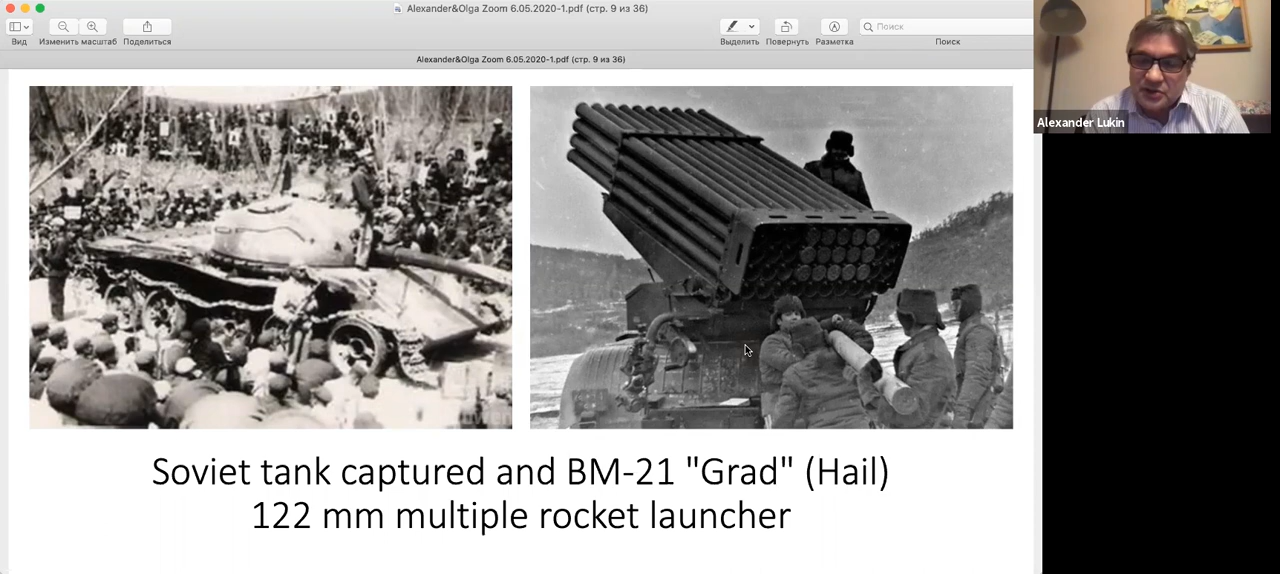 Alexander&Olga Zoom 6.05.2020-1.pdf (стр. 9 из 36)
Вид
Изменить масштаб
Поделиться
Выделить
Повернуть
Разметка
Поиск
Поиск
Alexander&Olga Zoom 6.05.2020-1.pdf (стр. 9 из 36)
Alexander Lukin
Soviet tank captured and BM-21 "Grad" (Hail)
122 mm multiple rocket launcher